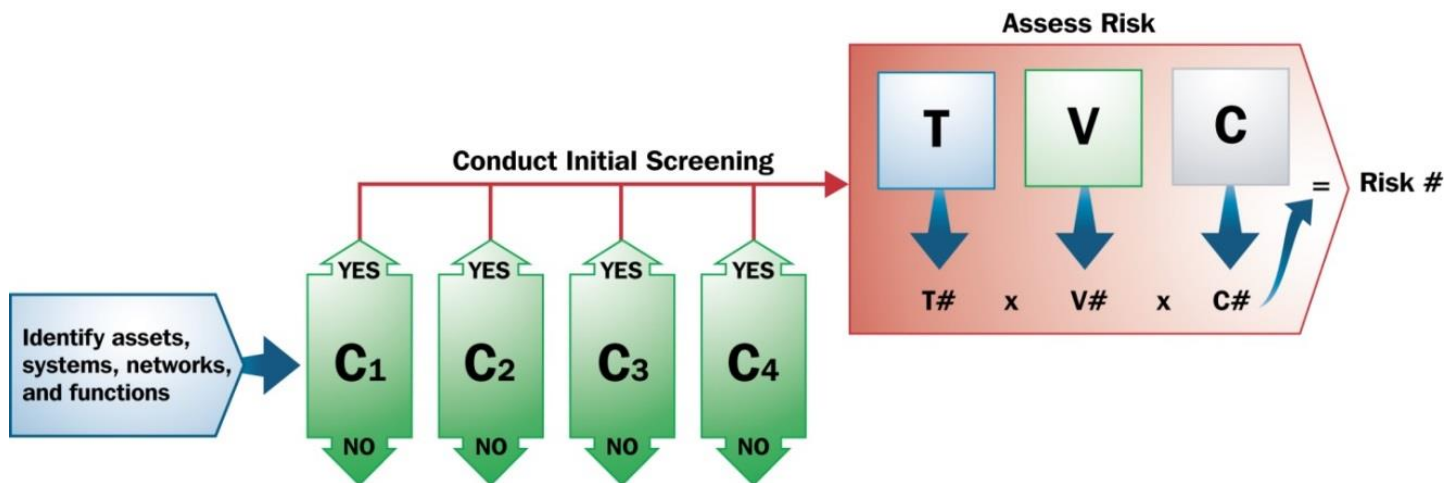 Assess Risk
T V C
Conduct Initial Screening
= Risk #
YES YES YES YES
T# x V# x C#
Identify assets,
systems, networks,
and functions
C1 C2 C3 C4
NO NO NO NO